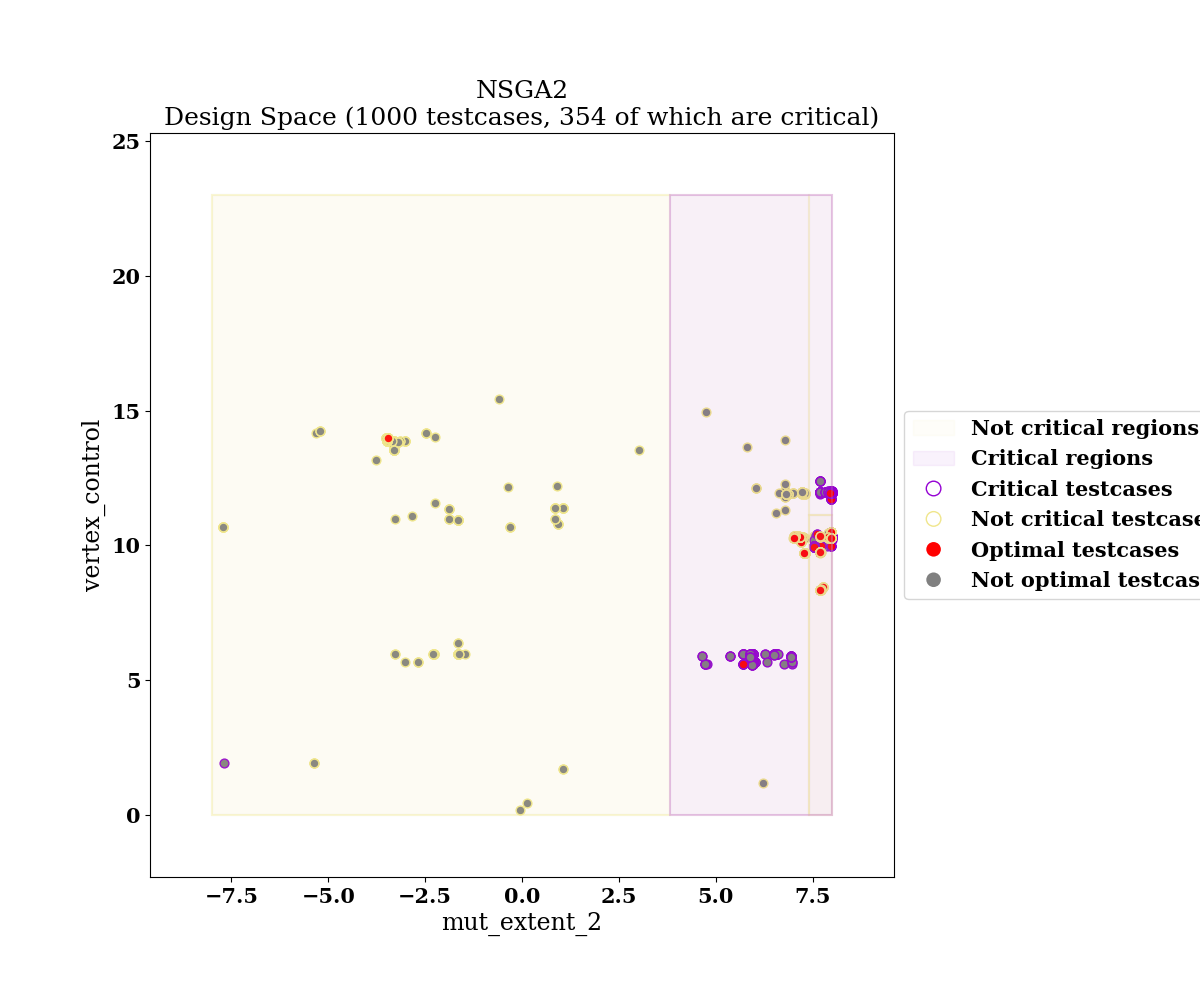 NSGA2
Design Space (1000 testcases, 354 of which are critical)
25
20
15
10
5
0
vertex_control
−7.5
−5.0
−2.5
0.0
2.5
5.0
7.5
mut_extent_2
Not critical regions
Critical regions
Critical testcases
Not critical testcase
Optimal testcases
Not optimal testcas